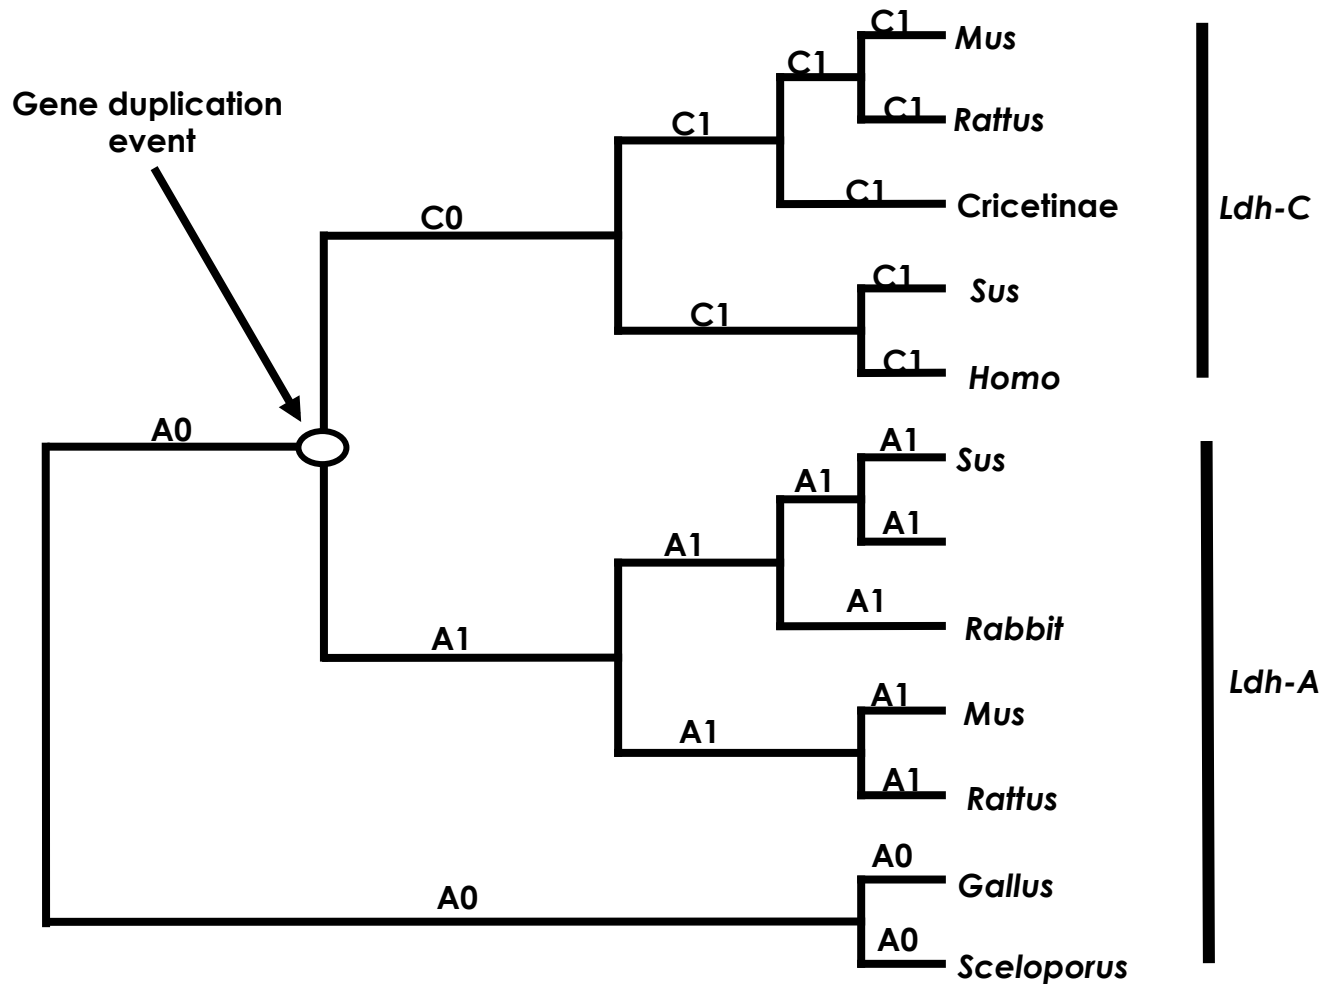 Gene duplication
event
C1
Mus
C1
C1
Rattus
C1
C1
Cricetinae
Ldh-C
C0
C1
Sus
C1
C1
Homo
A0
A1
Sus
A1
A1
A1
A1
Rabbit
A1
Ldh-A
A1
Mus
A1
A1
Rattus
A0
Gallus
A0
A0
Sceloporus